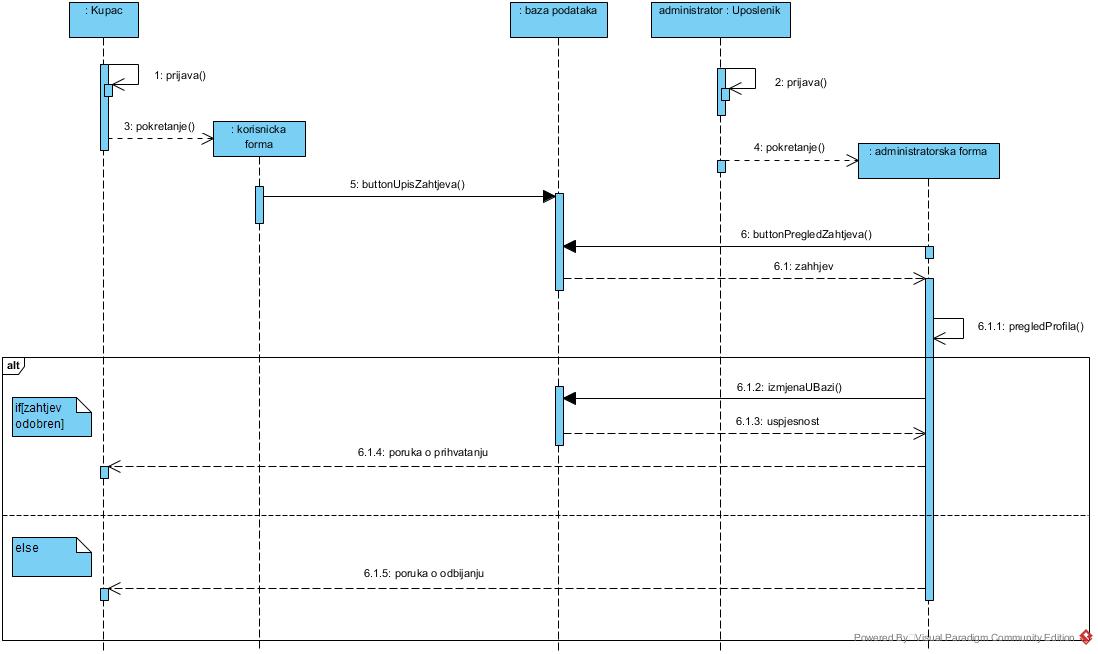 : Kupac
: baza podataka
administrator : Uposlenik
1: prijava()
2: prijava()
3: pokretanje()
: korisnicka
forma
4: pokretanje()
: administratorska forma
5: buttonUpisZahtjeva()
6: buttonPregledZahtjeva()
6.1: zahhjev
6.1.1: pregledProfila()
alt
6.1.2: izmjenaUBazi()
if[zahtjev
odobren]
6.1.3: uspjesnost
6.1.4: poruka o prihvatanju
else
6.1.5: poruka o odbijanju
Powered By Visual Paradigm Community Edition